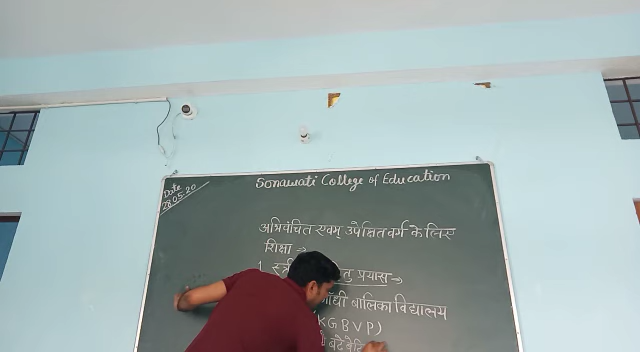 Sonawati College of Education
Date
28.05.20
अभिवंचित एवम् उपेक्षित वर्ग के लिए
शिक्षा →
1. प्रयास →
गाँधी बालिका विद्यालय
KGBVP)